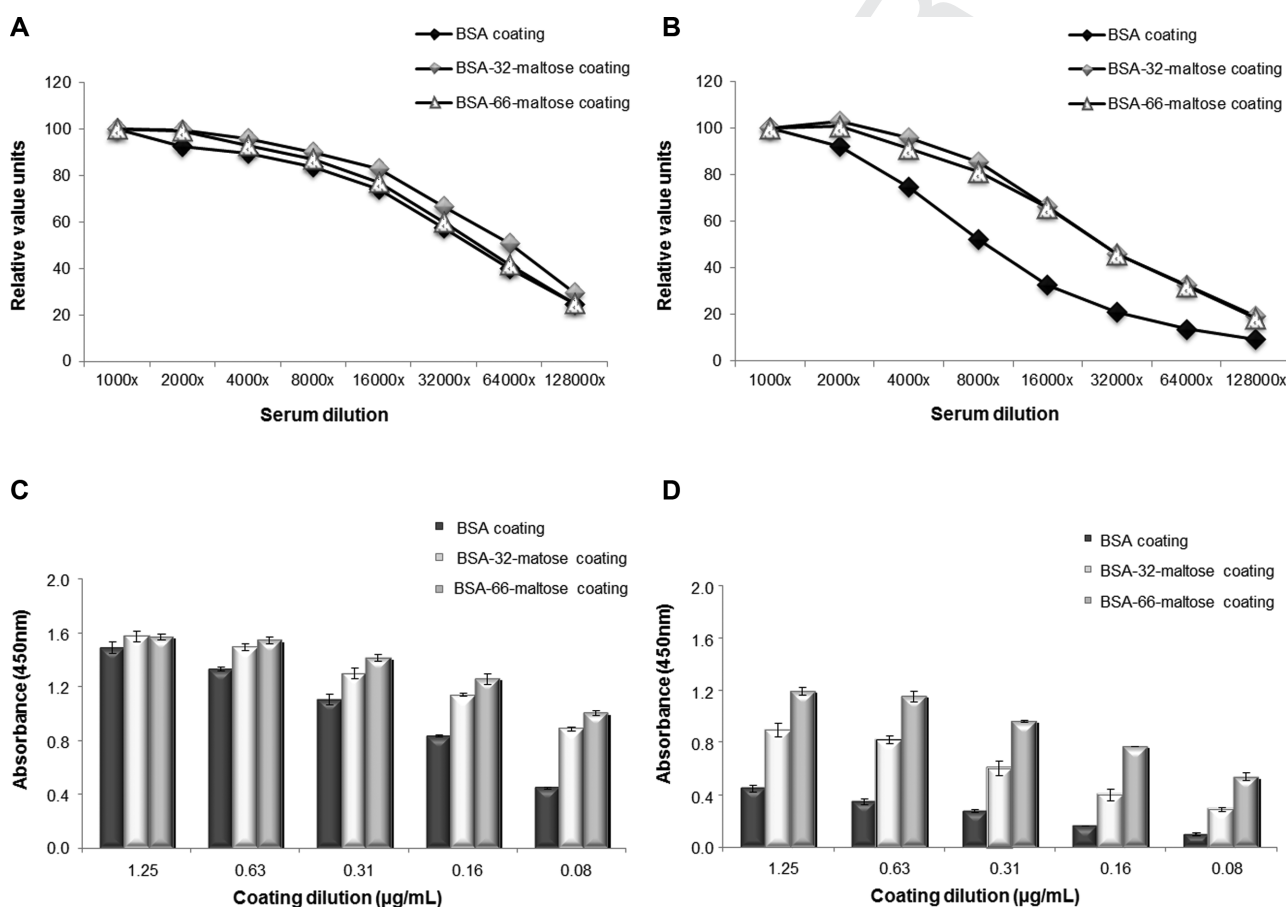 A
BSA coating
BSA-32-maltose coating
BSA-66-maltose coating
120
100
80
60
40
20
0
Relative value units
1000x 2000x 4000x 8000x 16000x 32000x 64000x 128000x
Serum dilution
B
BSA coating
BSA-32-maltose coating
BSA-66-maltose coating
120
100
80
60
40
20
0
Relative value units
1000x 2000x 4000x 8000x 16000x 32000x 64000x 128000x
Serum dilution
C
BSA coating
BSA-32-matose coating
BSA-66-maltose coating
2.0
1.6
1.2
0.8
0.4
0.0
Absorbance (450nm)
1.25 0.63 0.31 0.16 0.08
Coating dilution (µg/mL)
D
BSA coating
BSA-32-maltose coating
BSA-66-maltose coating
2.0
1.6
1.2
0.8
0.4
0.0
Absorbance (450nm)
1.25 0.63 0.31 0.16 0.08
Coating dilution (µg/mL)